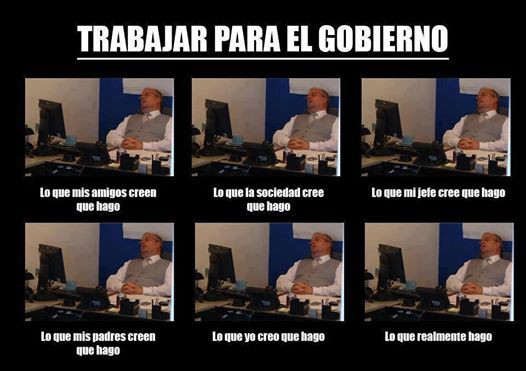 TRABAJAR PARA EL GOBIERNO
Lo que mis amigos creen
que hago
Lo que la sociedad cree
que hago
Lo que mi jefe cree que hago
Lo que mis padres creen
que hago
Lo que yo creo que hago
Lo que realmente hago